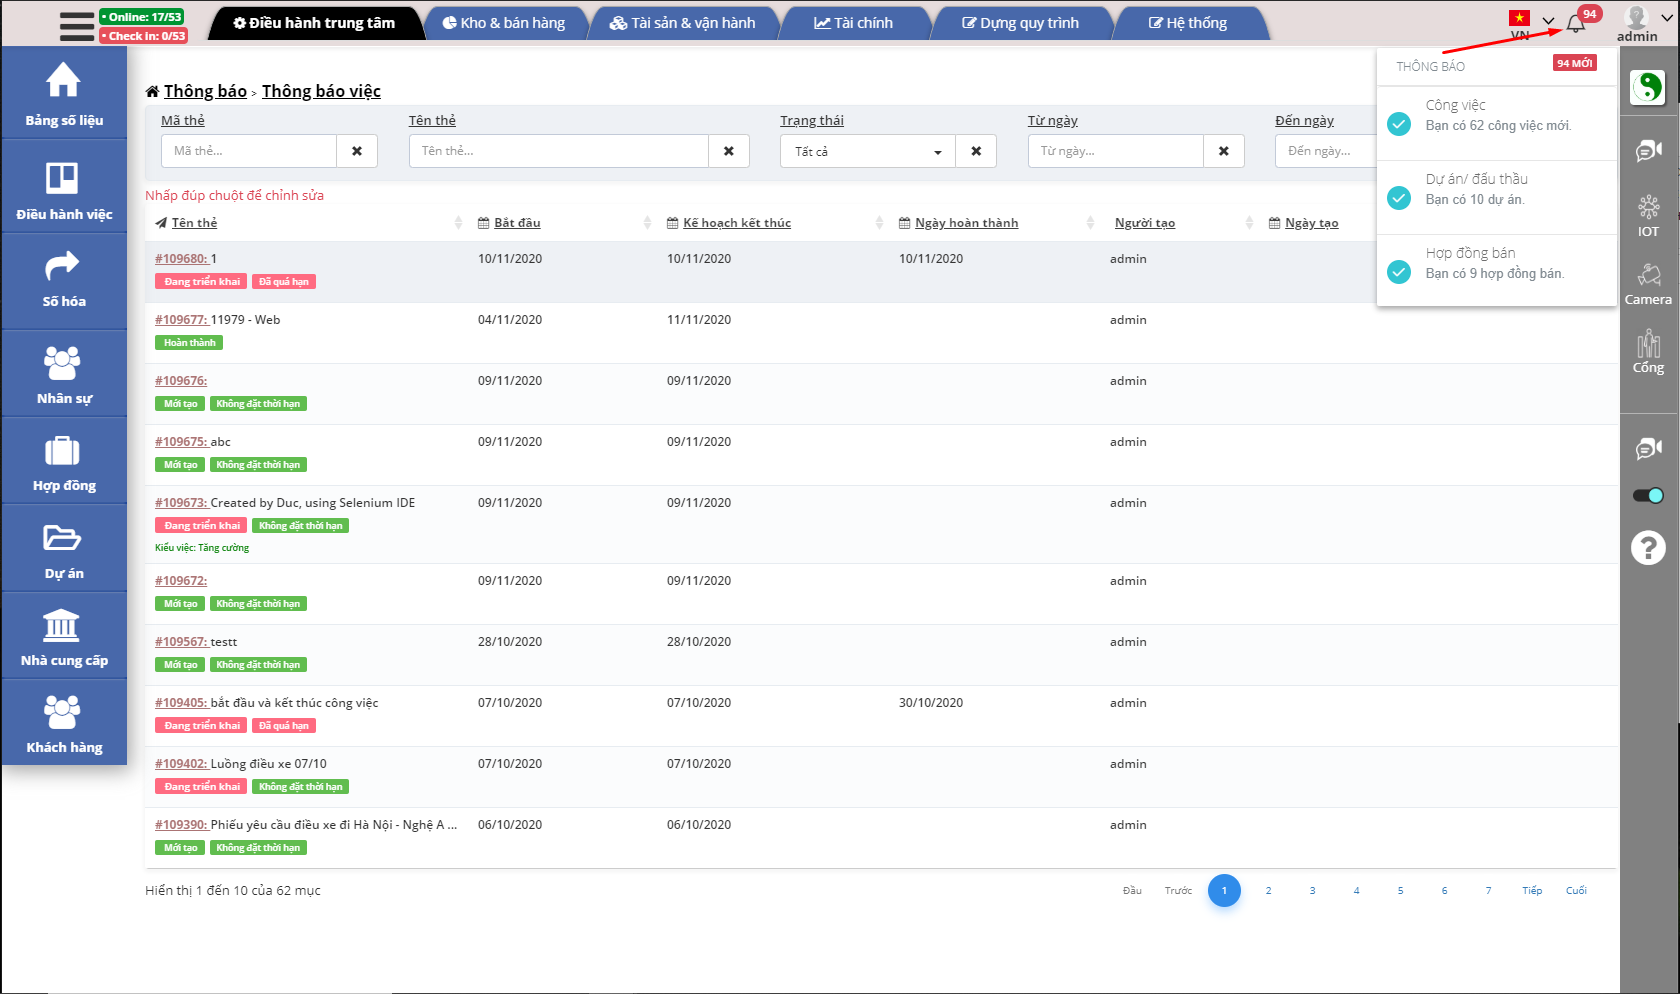 • Online: 17/53
• Check in: 0/53
Điều hành trung tâm
Kho & bán hàng
Tài sản & vận hành
Tài chính
Dựng quy trình
Hệ thống
VN
94
admin
Bảng số liệu
Điều hành việc
Số hóa
Nhân sự
Hợp đồng
Dự án
Nhà cung cấp
Khách hàng
Thông báo > Thông báo việc
Mã thẻ
Tên thẻ
Trạng thái
Từ ngày
Đến ngày
Mã thẻ...
Tên thẻ...
Tất cả
Từ ngày...
Đến ngày...
Nhấp đúp chuột để chỉnh sửa
Tên thẻ
Bắt đầu
Kế hoạch kết thúc
Ngày hoàn thành
Người tạo
Ngày tạo
#109680: 1
10/11/2020
10/11/2020
10/11/2020
admin
Đang triển khai
Đã quá hạn
#109677: 11979 - Web
04/11/2020
11/11/2020
admin
Hoàn thành
#109676:
09/11/2020
09/11/2020
admin
Mới tạo
Không đặt thời hạn
#109675: abc
09/11/2020
09/11/2020
admin
Mới tạo
Không đặt thời hạn
#109673: Created by Duc, using Selenium IDE
09/11/2020
09/11/2020
admin
Đang triển khai
Không đặt thời hạn
Kiểu việc: Tăng cường
#109672:
09/11/2020
09/11/2020
admin
Mới tạo
Không đặt thời hạn
#109567: testt
28/10/2020
28/10/2020
admin
Mới tạo
Không đặt thời hạn
#109405: bắt đầu và kết thúc công việc
07/10/2020
07/10/2020
30/10/2020
admin
Đang triển khai
Đã quá hạn
#109402: Luồng điều xe 07/10
07/10/2020
07/10/2020
admin
Đang triển khai
Không đặt thời hạn
#109390: Phiếu yêu cầu điều xe đi Hà Nội - Nghệ A ...
06/10/2020
06/10/2020
admin
Mới tạo
Không đặt thời hạn
Hiển thị 1 đến 10 của 62 mục
Đầu
Trước
1
2
3
4
5
6
7
Tiếp
Cuối
THÔNG BÁO
94 MỚI
Công việc
Bạn có 62 công việc mới.
Dự án/ đấu thầu
Bạn có 10 dự án.
Hợp đồng bán
Bạn có 9 hợp đồng bán.
IOT
Camera
Cổng